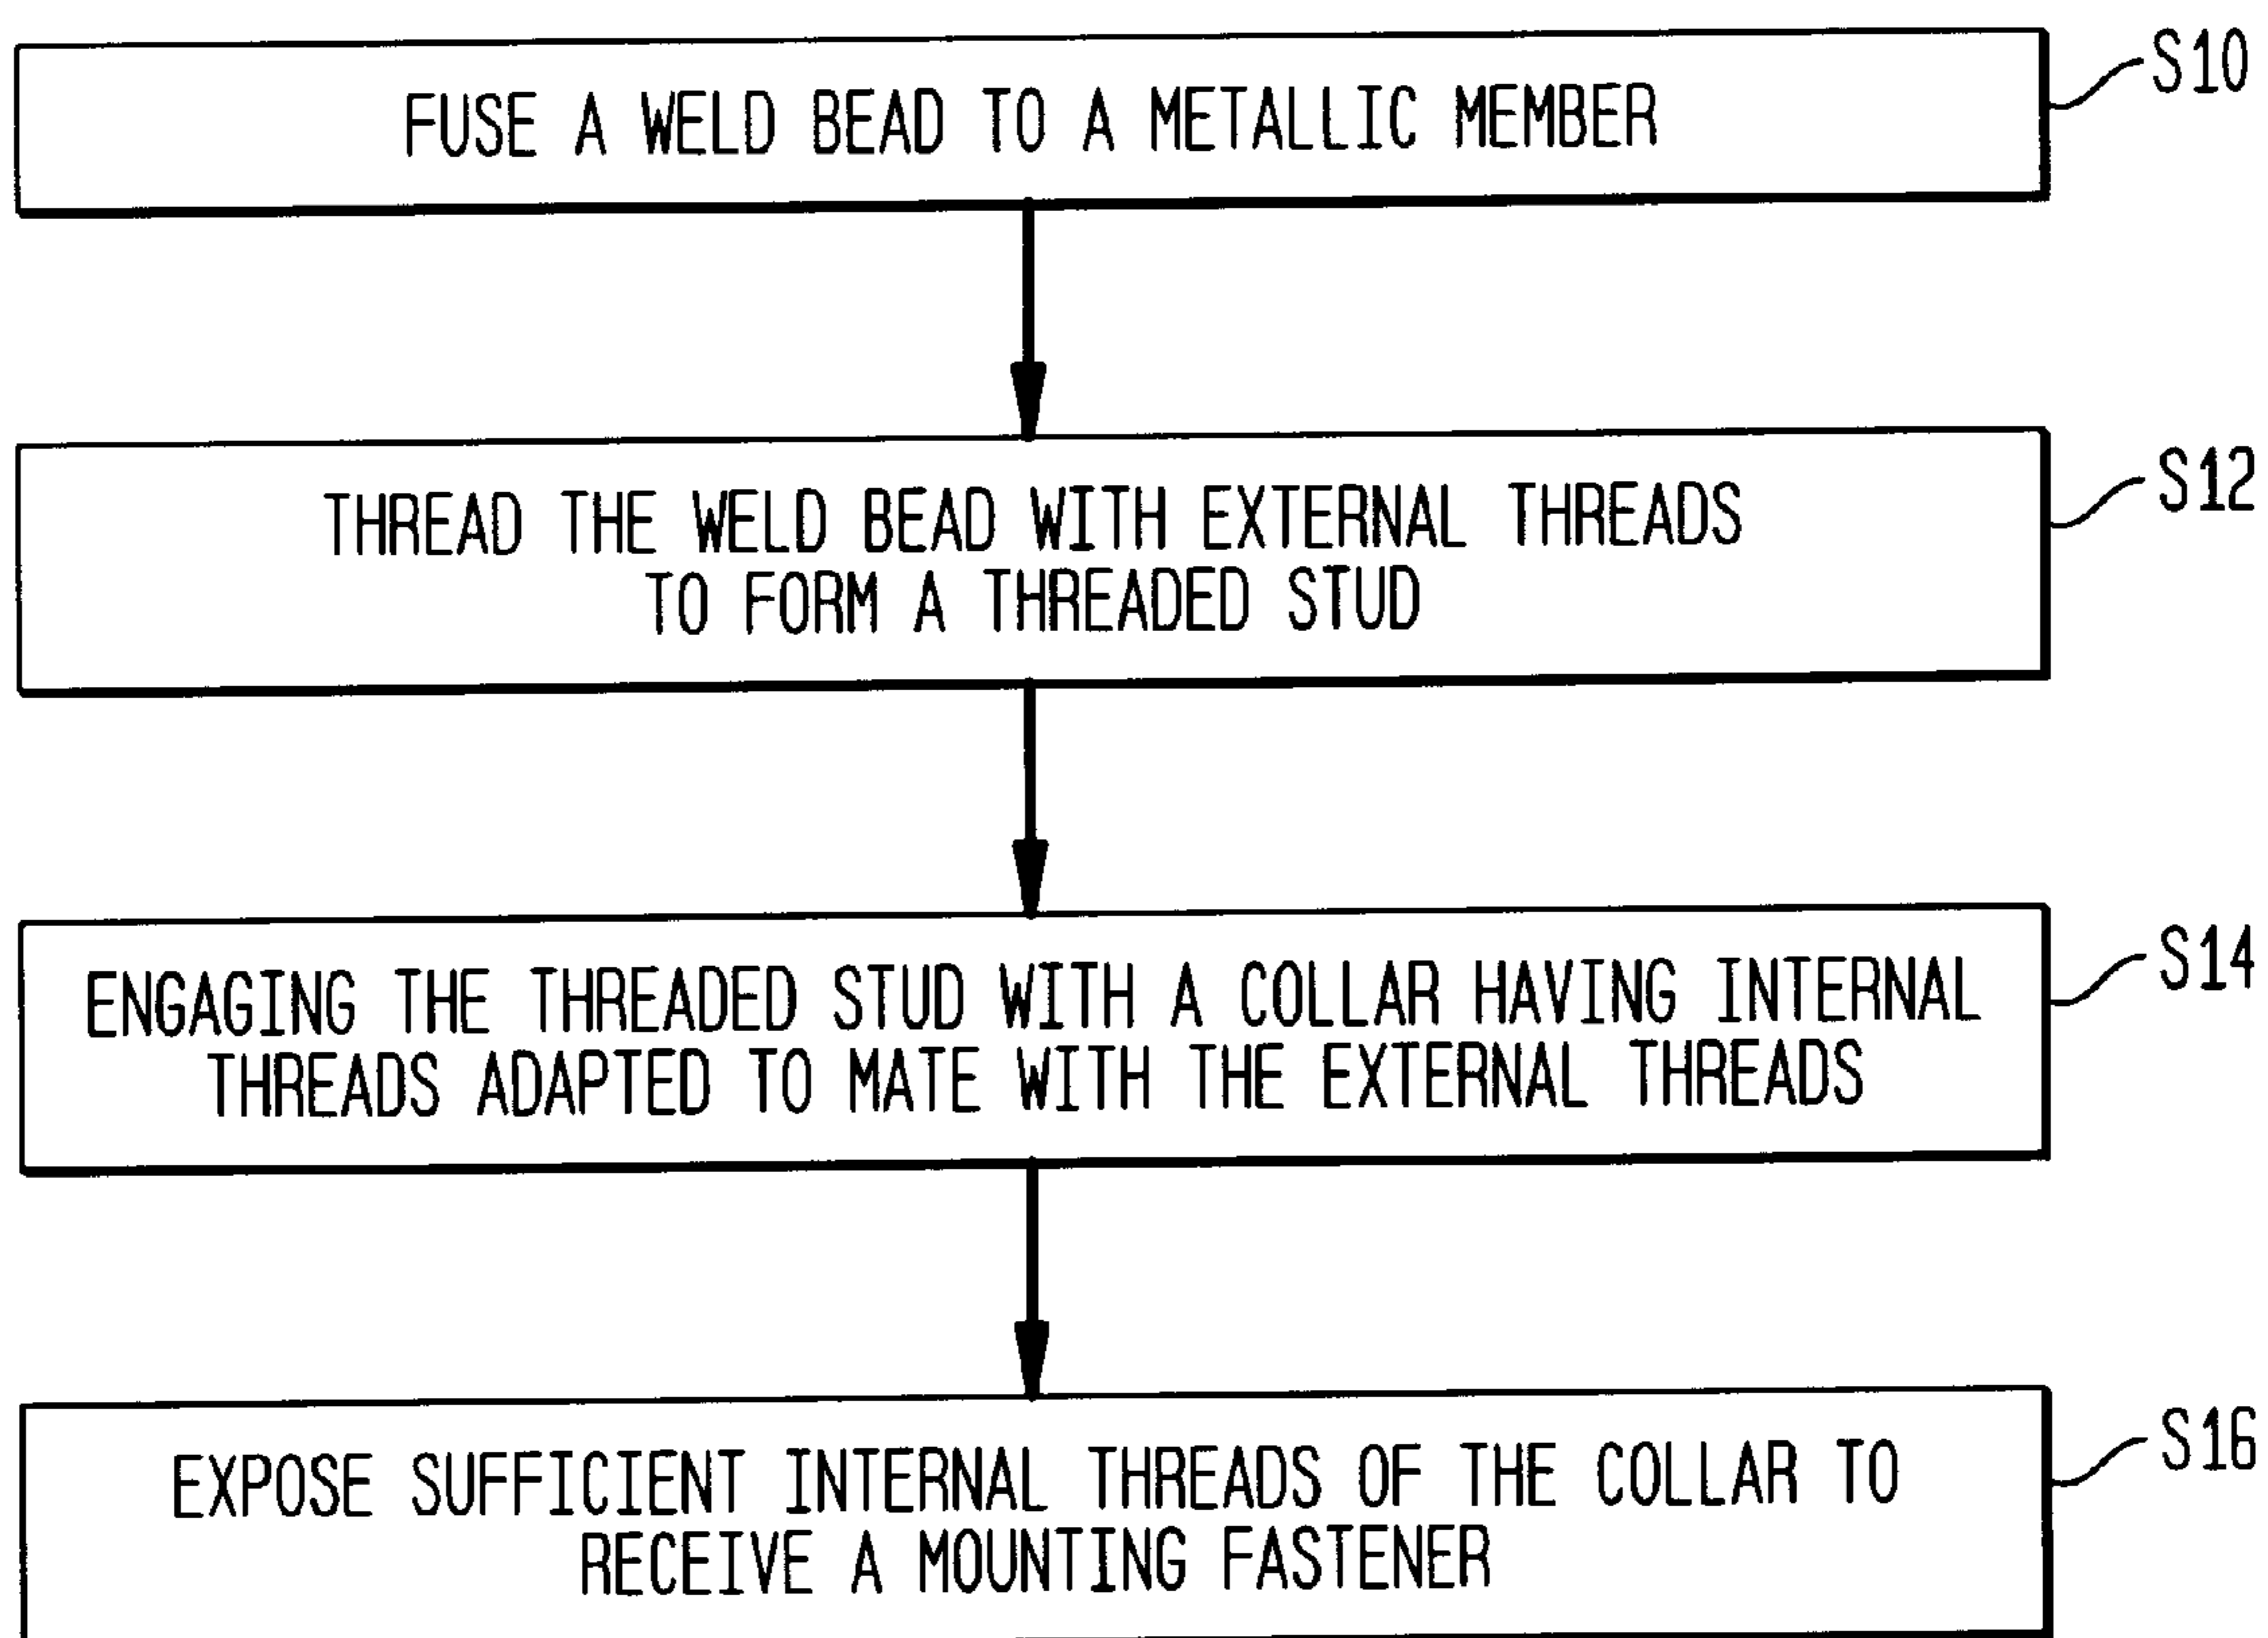 FUSE A WELD BEAD TO A METALLIC MEMBER
S10
THREAD THE WELD BEAD WITH EXTERNAL THREADS
TO FORM A THREADED STUD
S12
ENGAGING THE THREADED STUD WITH A COLLAR HAVING INTERNAL
THREADS ADAPTED TO MATE WITH THE EXTERNAL THREADS
S14
EXPOSE SUFFICIENT INTERNAL THREADS OF THE COLLAR TO
RECEIVE A MOUNTING FASTENER
S16